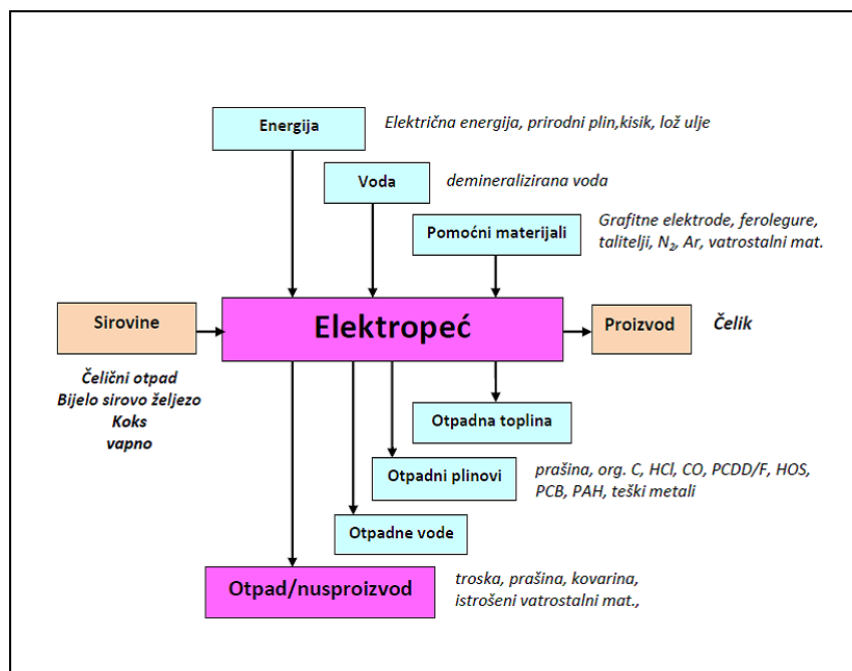 Energija
Električna energija, prirodni plin,kisik, lož ulje
Voda
demineralizirana voda
Pomoćni materijali
Grafitne elektrode, ferolegure,
talitelji, N₂, Ar, vatrostalni mat.
Sirovine
Elektropeć
Proizvod
Čelik
Čelični otpad
Bijelo sirovo željezo
Koks
vapno
Otpadna toplina
Otpadni plinovi
prašina, org. C, HCl, CO, PCDD/F, HOS,
PCB, PAH, teški metali
Otpadne vode
Otpad/nusproizvod
troska, prašina, kovarina,
istrošeni vatrostalni mat.,